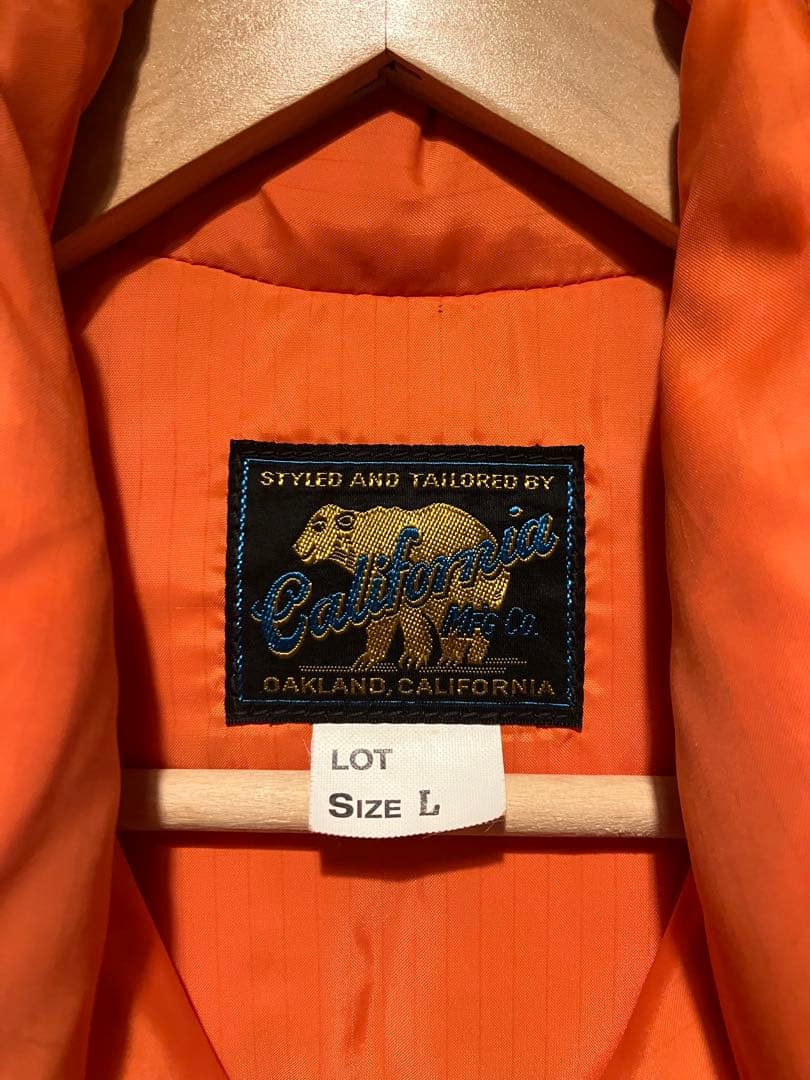 STYLED AND TAILORED BY
California
MFG CO.
OAKLAND, CALIFORNIA
LOT
SIZE L